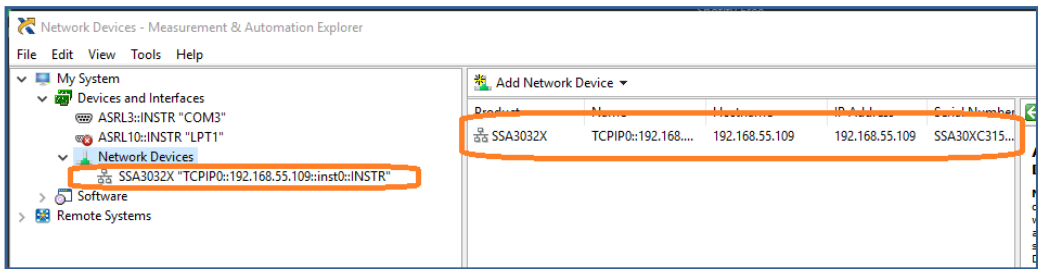 Network Devices - Measurement & Automation Explorer
File Edit View Tools Help
My System
Devices and Interfaces
ASRL3::INSTR "COM3"
ASRL10::INSTR "LPT1"
Network Devices
SSA3032X "TCPIP0::192.168.55.109::inst0::INSTR"
Software
Remote Systems
Add Network Device
Product Name Hostname IP Address Serial Number
SSA3032X TCPIP0::192.168.... 192.168.55.109 192.168.55.109 SSA30XC315...